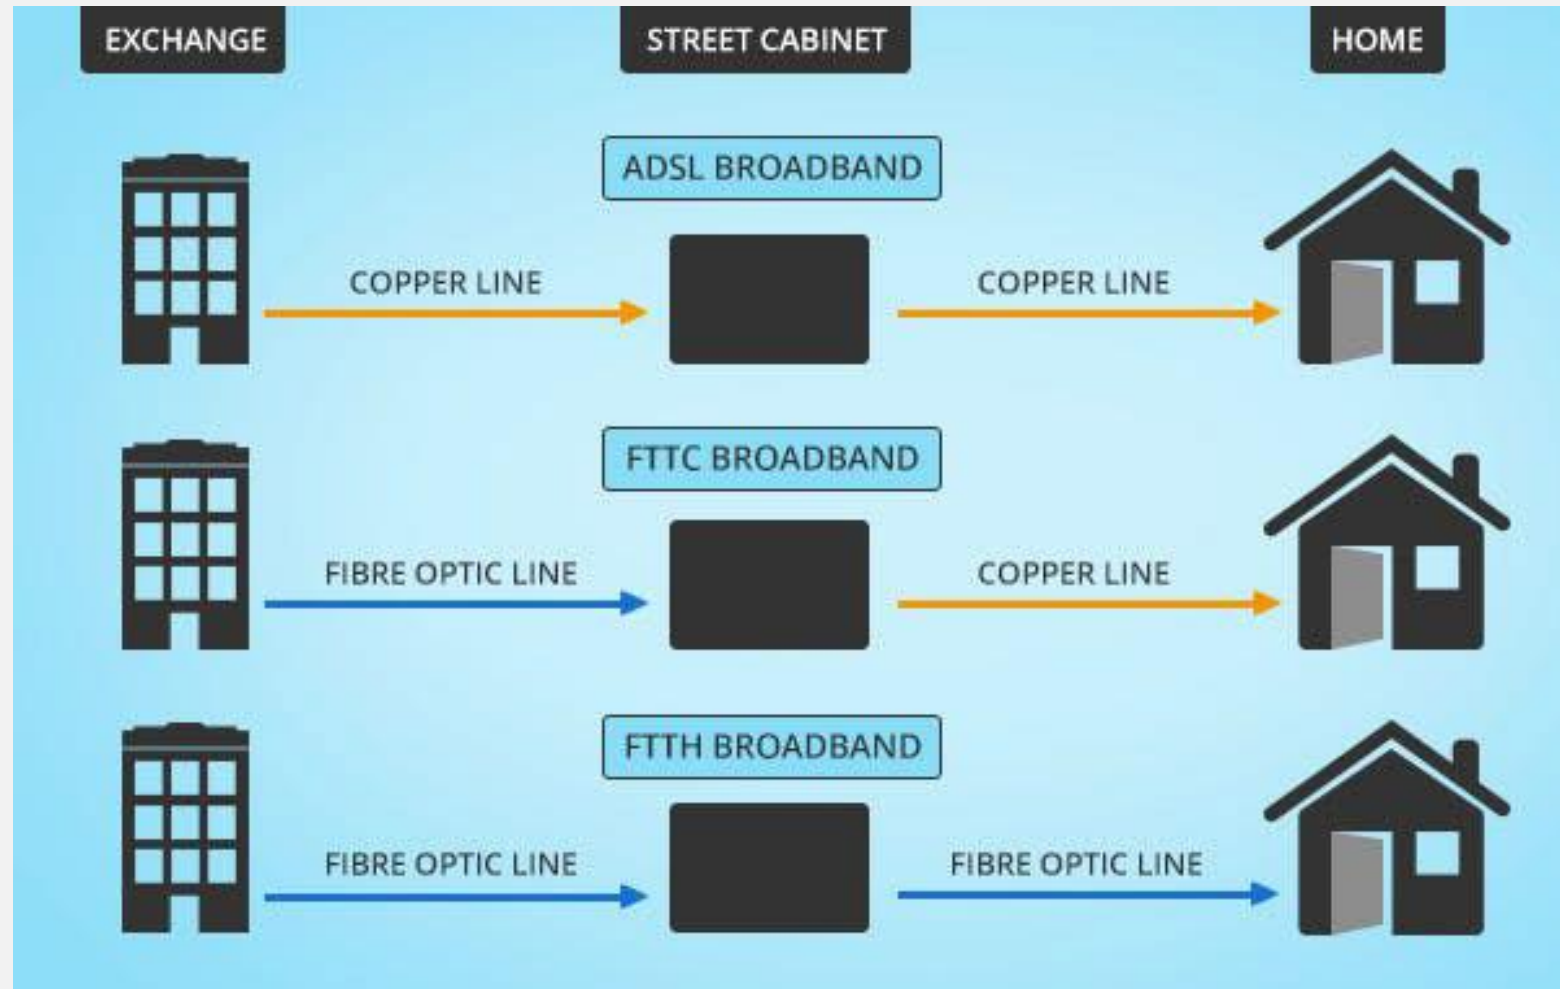 EXCHANGE
STREET CABINET
HOME
ADSL BROADBAND
COPPER LINE
COPPER LINE
FTTC BROADBAND
FIBRE OPTIC LINE
COPPER LINE
FTTH BROADBAND
FIBRE OPTIC LINE
FIBRE OPTIC LINE